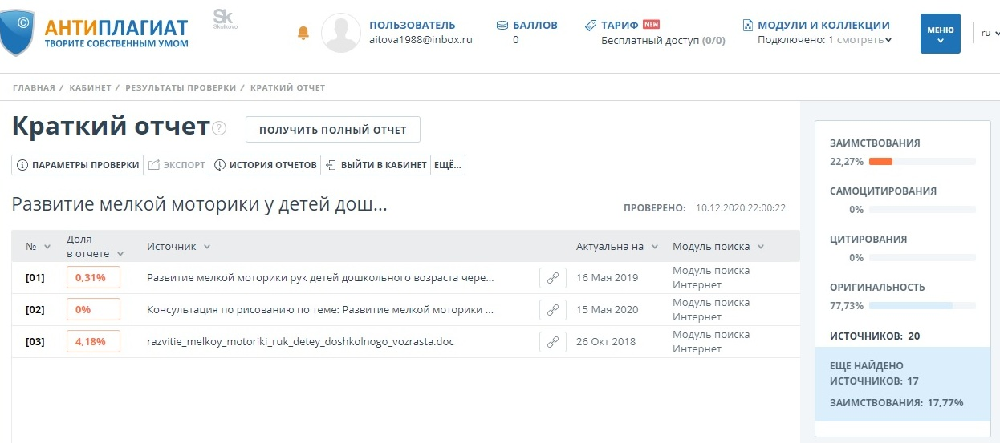 АНТИПЛАГИАТ
ТВОРИТЕ СОБСТВЕННЫМ УМОМ
Sk
Skolkovo
ПОЛЬЗОВАТЕЛЬ
aitova1988@inbox.ru
БАЛЛОВ
0
ТАРИФ NEW
Бесплатный доступ (0/0)
МОДУЛИ И КОЛЛЕКЦИИ
Подключено: 1 смотреть
МЕНЮ
ru
ГЛАВНАЯ / КАБИНЕТ / РЕЗУЛЬТАТЫ ПРОВЕРКИ / КРАТКИЙ ОТЧЕТ
Краткий отчет ?
ПОЛУЧИТЬ ПОЛНЫЙ ОТЧЕТ
ПАРАМЕТРЫ ПРОВЕРКИ ЭКСПОРТ ИСТОРИЯ ОТЧЕТОВ ВЫЙТИ В КАБИНЕТ ЕЩЁ...
Развитие мелкой моторики у детей дош...
ПРОВЕРЕНО: 10.12.2020 22:00:22
№ Доля в отчете Источник Актуальна на Модуль поиска
[01] 0,31% Развитие мелкой моторики рук детей дошкольного возраста чере... 16 Мая 2019 Модуль поиска Интернет
[02] 0% Консультация по рисованию по теме: Развитие мелкой моторики ... 15 Мая 2020 Модуль поиска Интернет
[03] 4,18% razvitie_melkoy_motoriki_ruk_detey_doshkolnogo_vozrasta.doc 26 Окт 2018 Модуль поиска Интернет
ЗАИМСТВОВАНИЯ
22,27%
САМОЦИТИРОВАНИЯ
0%
ЦИТИРОВАНИЯ
0%
ОРИГИНАЛЬНОСТЬ
77,73%
ИСТОЧНИКОВ: 20
ЕЩЕ НАЙДЕНО
ИСТОЧНИКОВ: 17
ЗАИМСТВОВАНИЯ: 17,77%